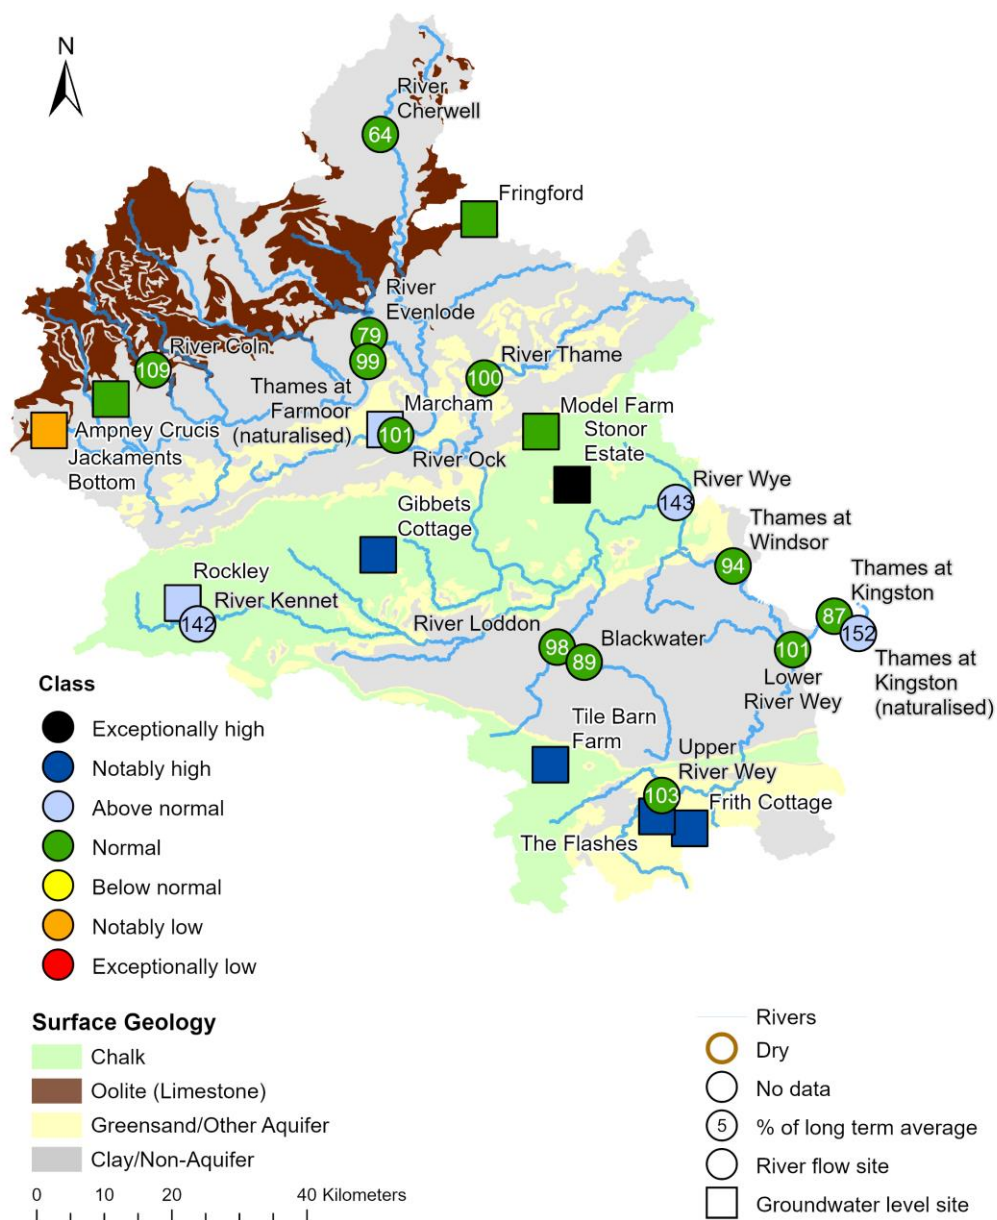 N
River
Cherwell
64
Fringford
River
Evenlode
79
99
River Coln
109
River Thame
100
Thames at
Farmoor
(naturalised)
Marcham
101
River Ock
Model Farm
Stonor
Estate
Ampney Crucis
Jackaments
Bottom
Gibbets
Cottage
River Wye
143
Thames at
Windsor
94
Thames at
Kingston
87
152
Thames at
Kingston
(naturalised)
Rockley
River Kennet
142
River Loddon
98
Blackwater
89
101
Lower
River Wey
Tile Barn
Farm
Upper
River Wey
103
Frith Cottage
The Flashes
Class
Exceptionally high
Notably high
Above normal
Normal
Below normal
Notably low
Exceptionally low
Surface Geology
Chalk
Oolite (Limestone)
Greensand/Other Aquifer
Clay/Non-Aquifer
0 10 20 40 Kilometers
Rivers
Dry
No data
5 % of long term average
River flow site
Groundwater level site